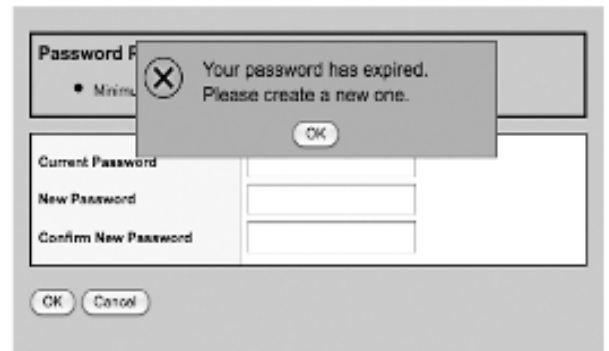 Password
Minimu
Your password has expired.
Please create a new one.
OK
Current Password
New Password
Confirm New Password
OK
Cancel